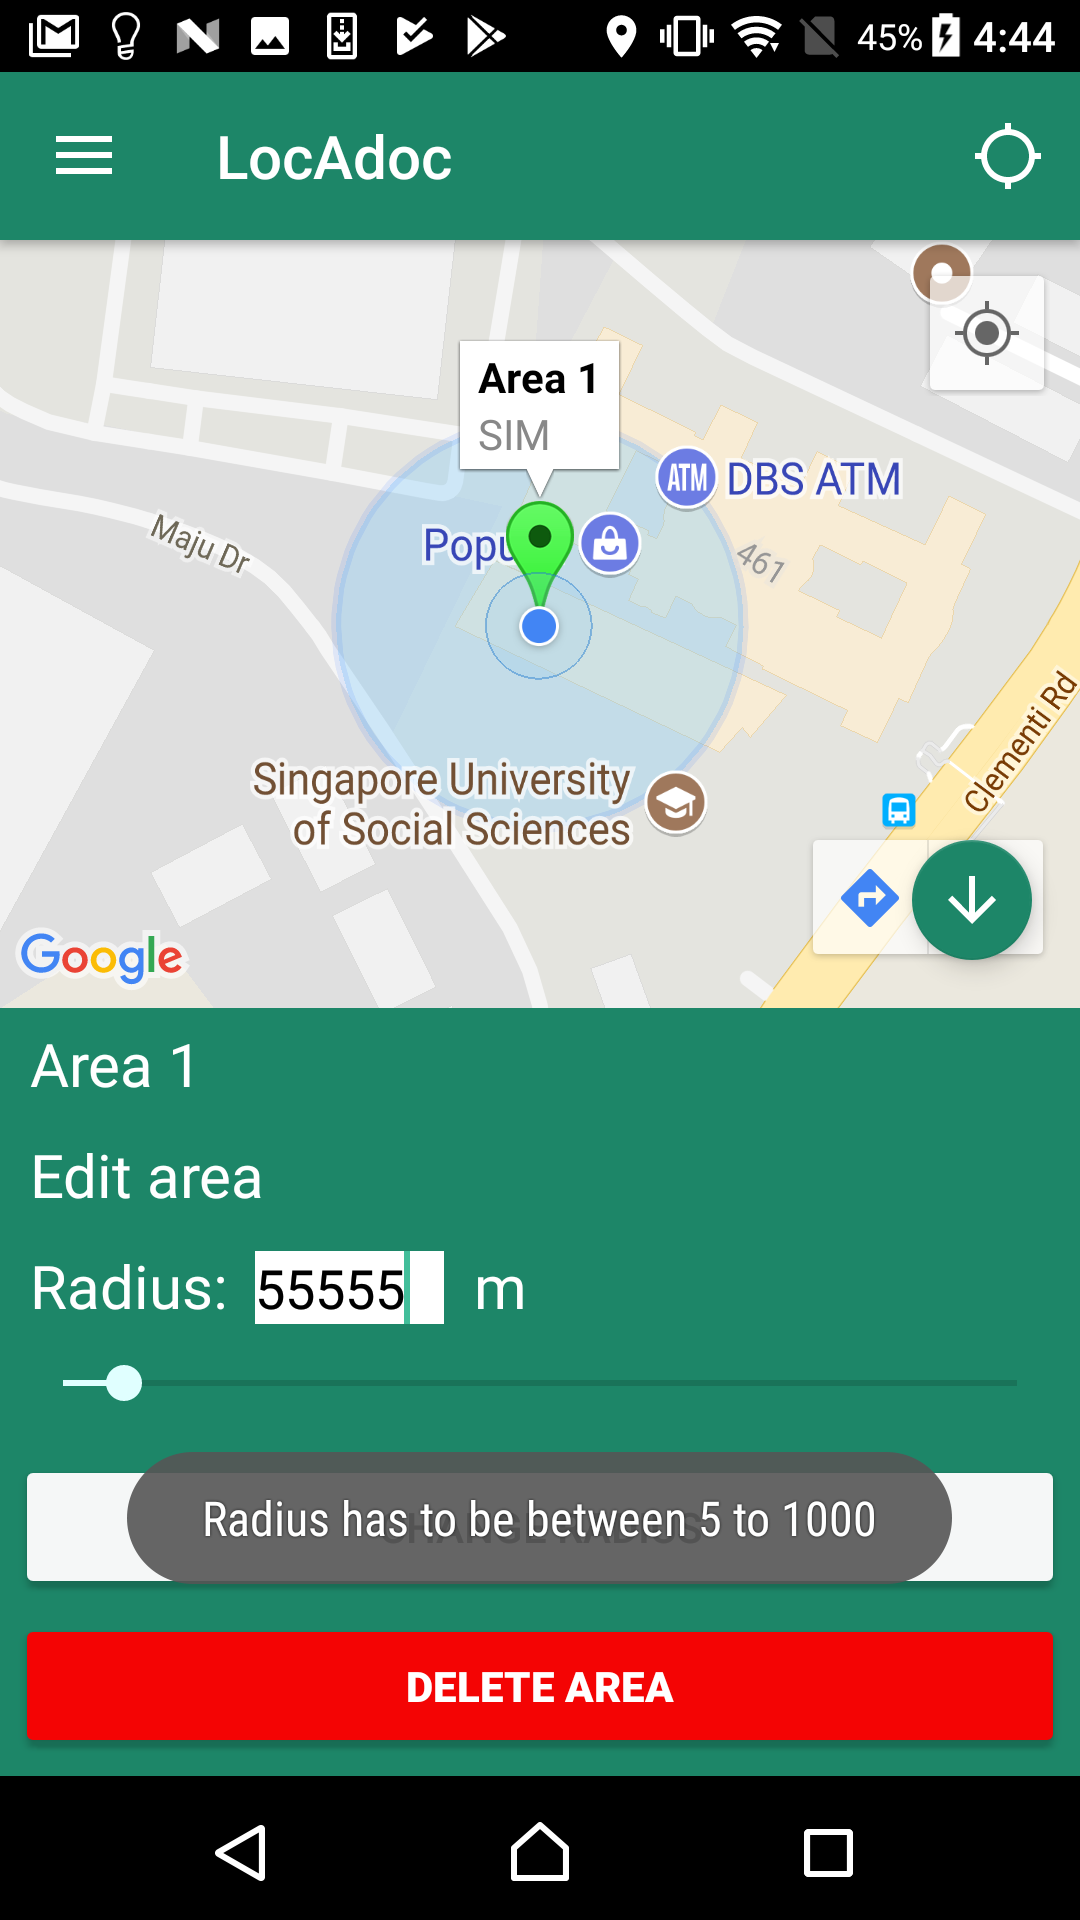 45% 4:44
LocAdoc
Area 1
SIM
ATM DBS ATM
Popu
Maju Dr
461
Clementi Rd
Singapore University
of Social Sciences
Google
Area 1
Edit area
Radius: 55555 m
CHANGE RADIUS
Radius has to be between 5 to 1000
DELETE AREA